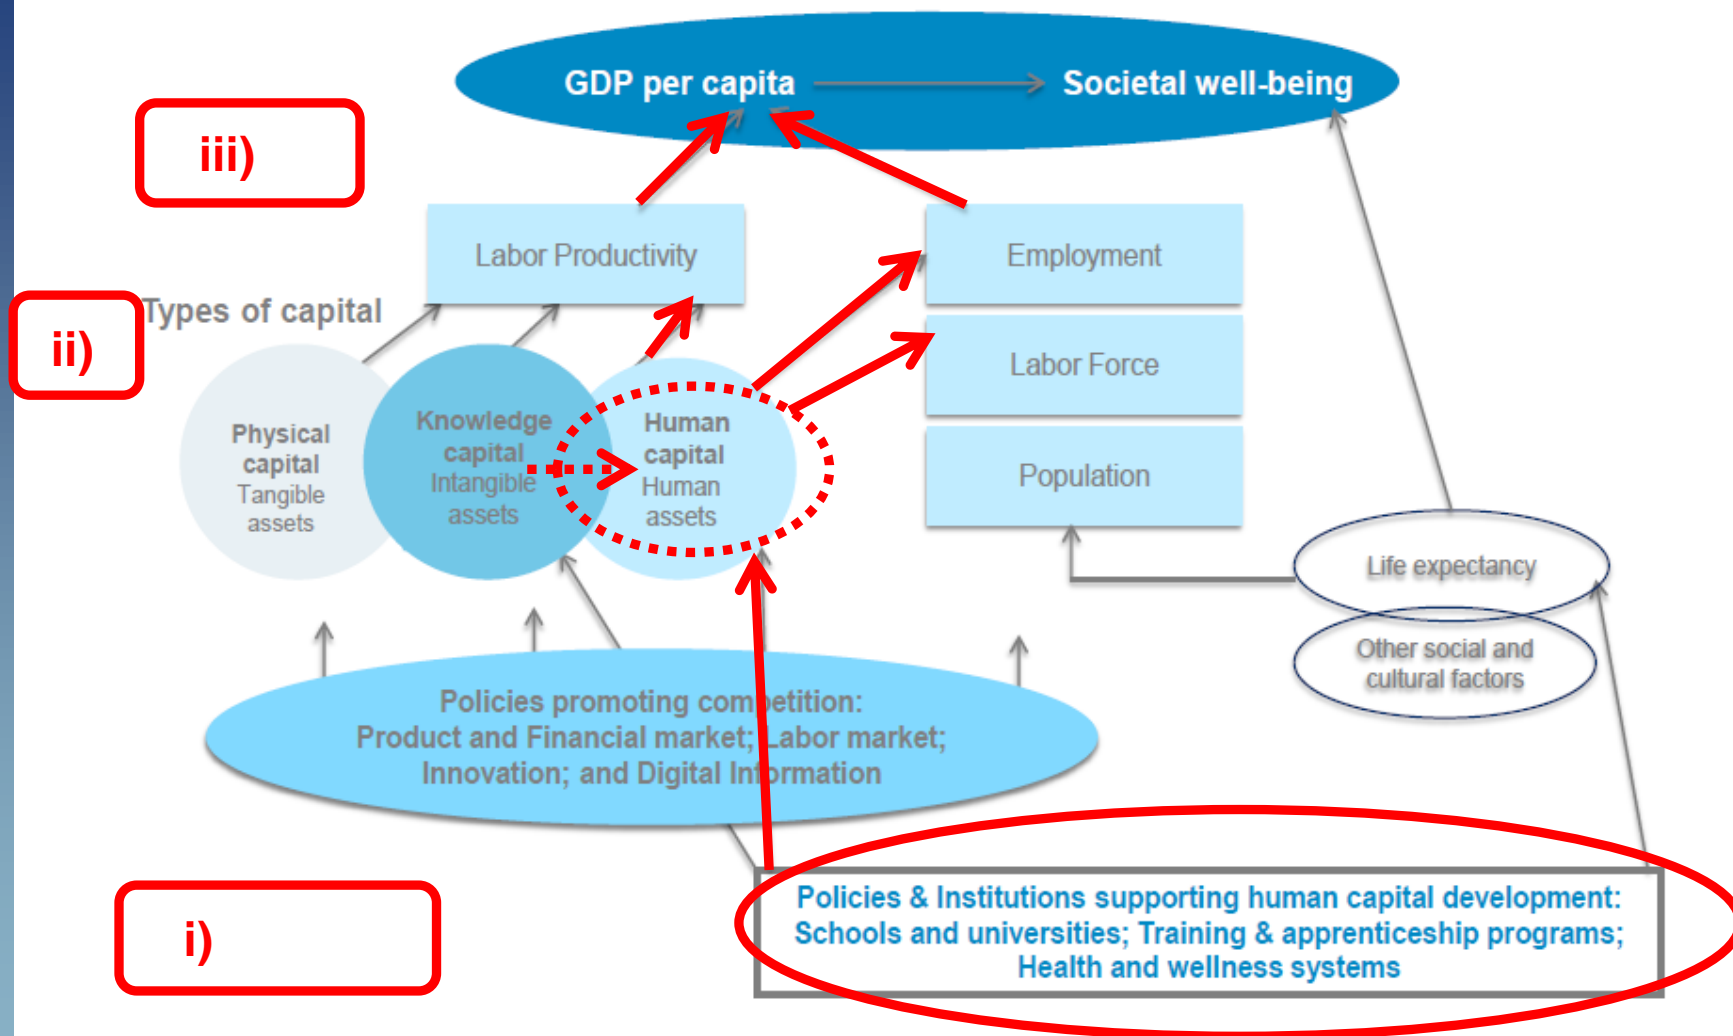 GDP per capita
Societal well-being
iii)
Labor Productivity
Employment
Types of capital
ii)
Labor Force
Physical
capital
Tangible
assets
Knowledge
capital
Intangible
assets
Human
capital
Human
assets
Population
Life expectancy
Other social and
cultural factors
Policies promoting competition:
Product and Financial market; Labor market;
Innovation; and Digital Information
i)
Policies & Institutions supporting human capital development:
Schools and universities; Training & apprenticeship programs;
Health and wellness systems